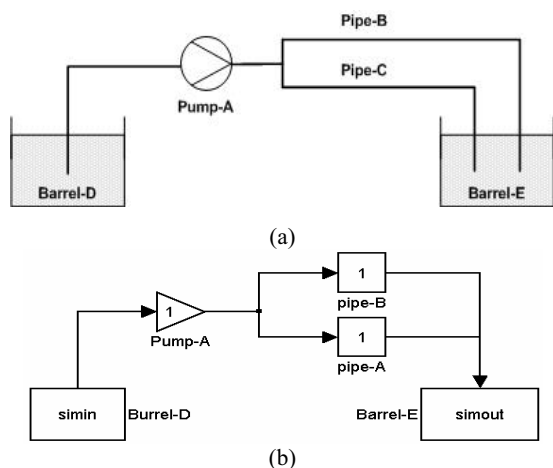 Pipe-B
Pipe-C
Pump-A
Barrel-D
Barrel-E
(a)
1
pipe-B
1
Pump-A
1
pipe-A
simin
Burrel-D
Barrel-E
simout
(b)